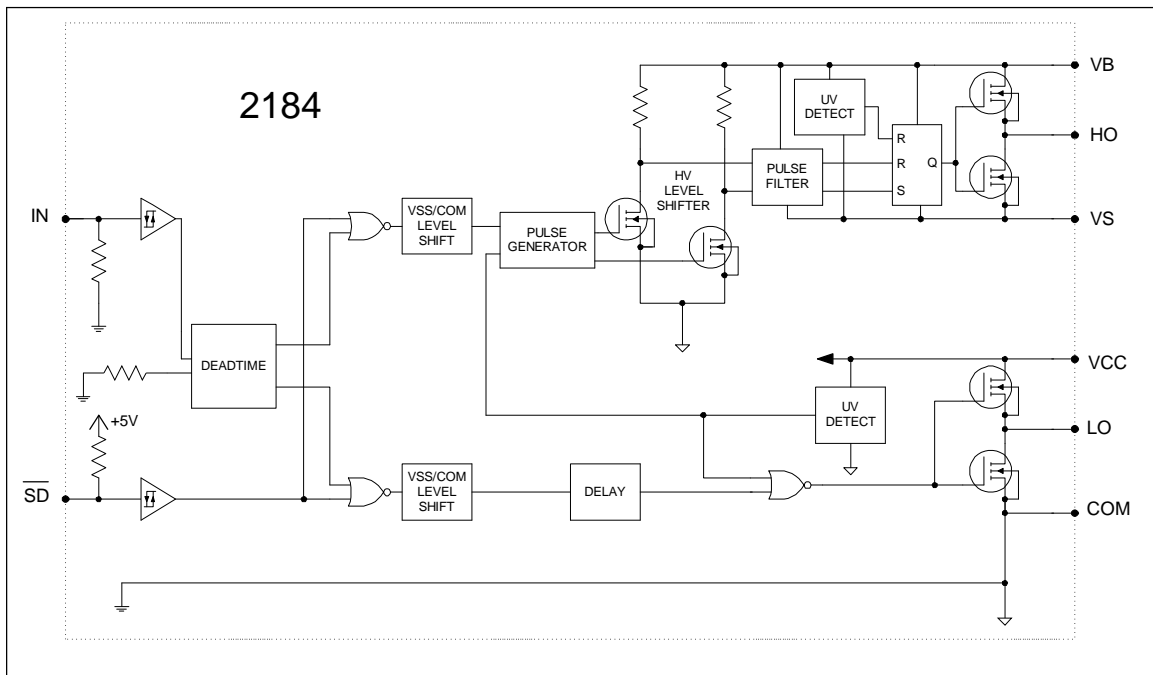 2184
VB
UV
DETECT
HO
R
R
S
Q
PULSE
FILTER
HV
LEVEL
SHIFTER
IN
VSS/COM
LEVEL
SHIFT
PULSE
GENERATOR
VS
DEADTIME
VCC
+5V
UV
DETECT
LO
SD
VSS/COM
LEVEL
SHIFT
DELAY
COM